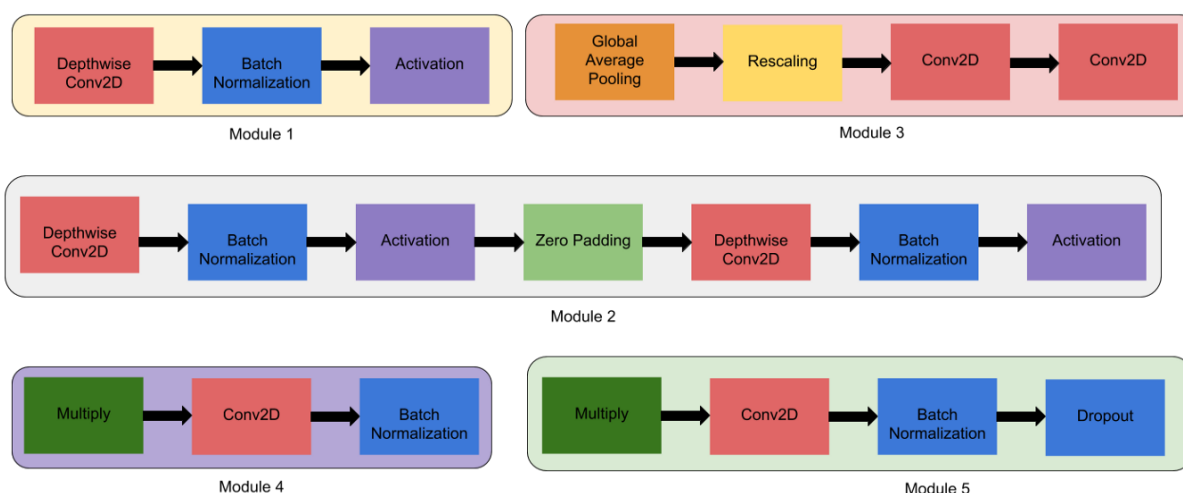 Depthwise
Conv2D
Batch
Normalization
Activation
Module 1
Global
Average
Pooling
Rescaling
Conv2D
Conv2D
Module 3
Depthwise
Conv2D
Batch
Normalization
Activation
Zero Padding
Depthwise
Conv2D
Batch
Normalization
Activation
Module 2
Multiply
Conv2D
Batch
Normalization
Module 4
Multiply
Conv2D
Batch
Normalization
Dropout
Module 5